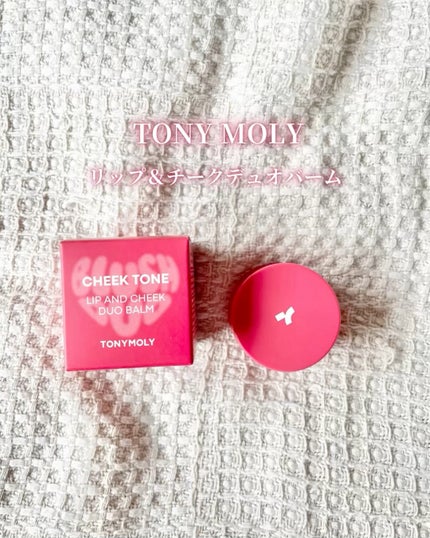 TONY MOLY
リップ&チークデュオバーム
BLUSH
CHEEK TONE
LIP AND CHEEK
DUO BALM
TONYMOLY